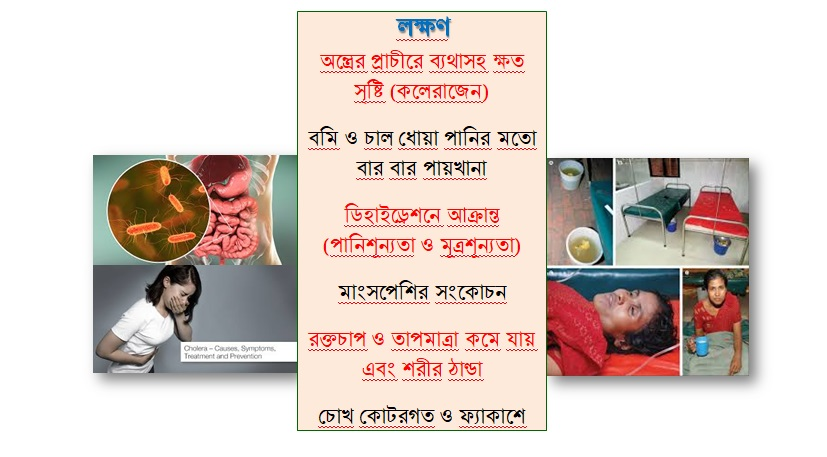 লক্ষণ
অন্ত্রের প্রাচীরে ব্যথাসহ ক্ষত
সৃষ্টি (কলেরাজেন)
বমি ও চাল ধোয়া পানির মতো
বার বার পায়খানা
ডিহাইড্রেশনে আক্রান্ত
(পানিশূন্যতা ও মূত্রশূন্যতা)
মাংসপেশির সংকোচন
রক্তচাপ ও তাপমাত্রা কমে যায়
এবং শরীর ঠান্ডা
চোখ কোটরগত ও ফ্যাকাশে
Cholera – Causes, Symptoms,
Treatment and Prevention